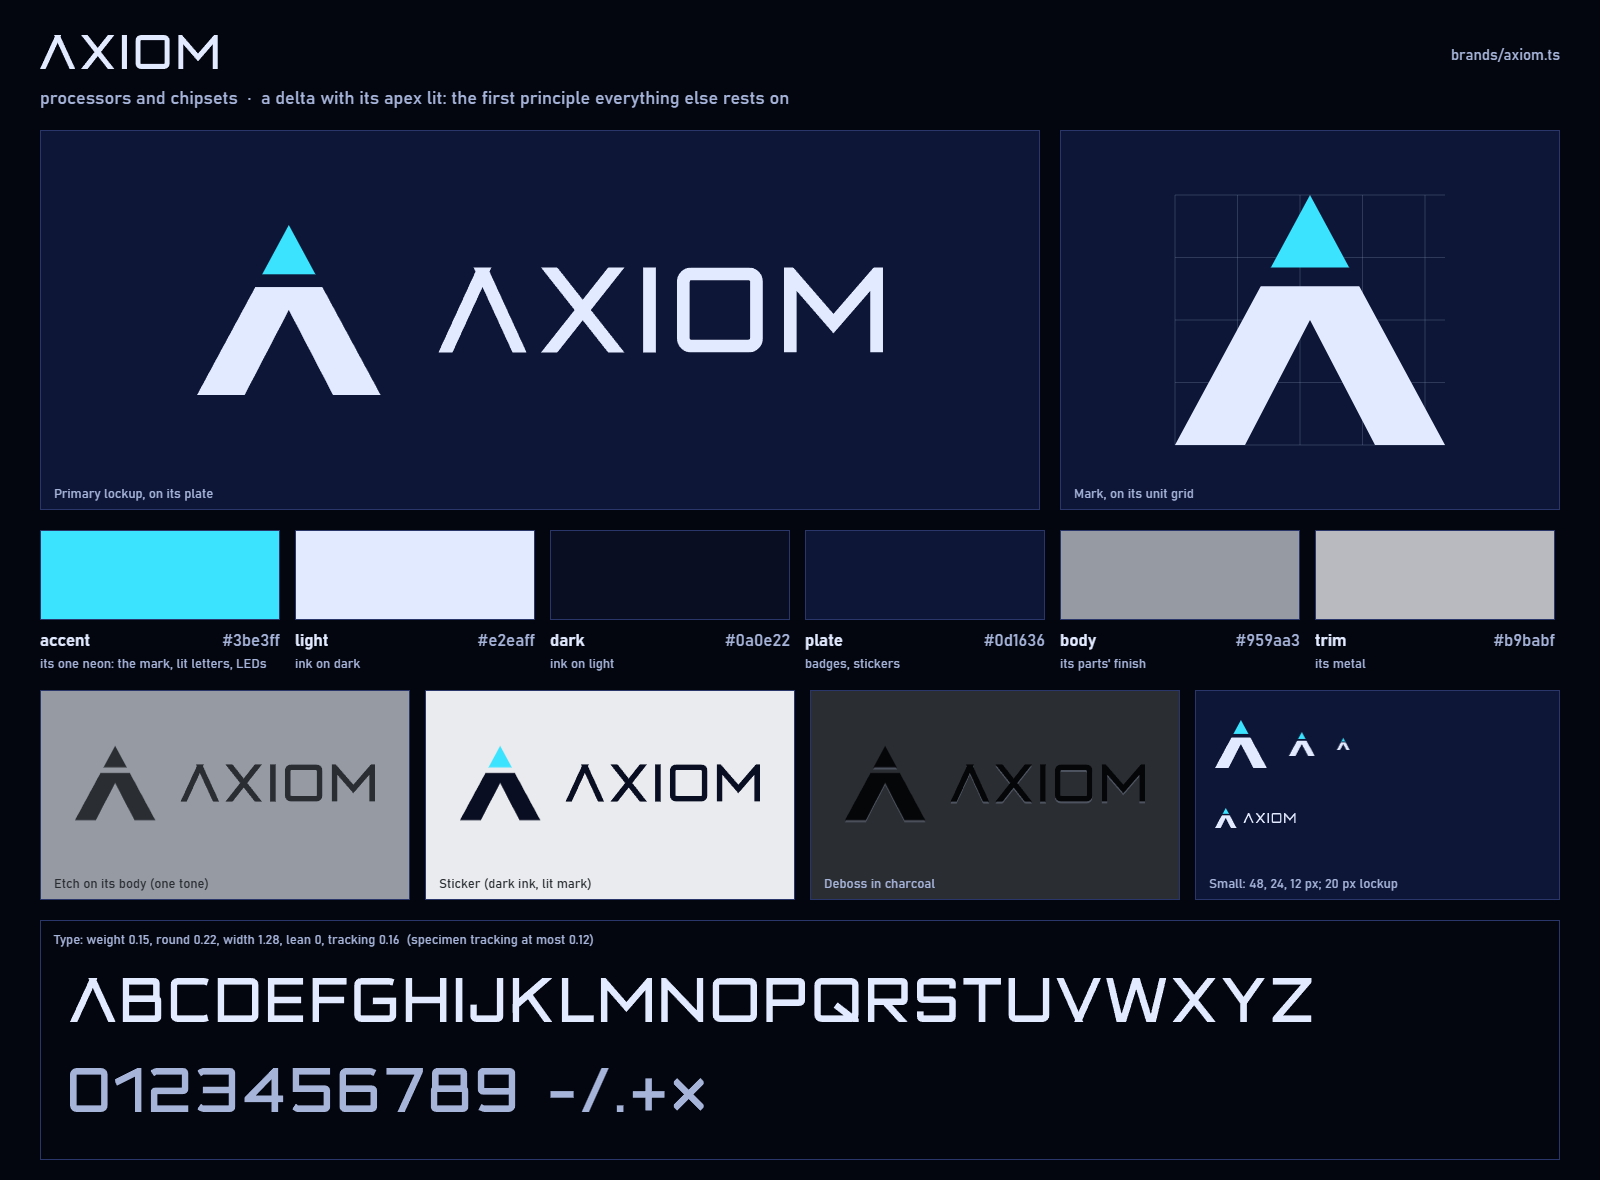 AXIOM
brands/axiom.ts
processors and chipsets · a delta with its apex lit: the first principle everything else rests on
AXIOM
Primary lockup, on its plate
Mark, on its unit grid
accent #3be3ff
its one neon: the mark, lit letters, LEDs
light #e2eaff
ink on dark
dark #0a0e22
ink on light
plate #0d1636
badges, stickers
body #959aa3
its parts' finish
trim #b9babf
its metal
AXIOM
Etch on its body (one tone)
AXIOM
Sticker (dark ink, lit mark)
AXIOM
Deboss in charcoal
AXIOM
Small: 48, 24, 12 px; 20 px lockup
Type: weight 0.15, round 0.22, width 1.28, lean 0, tracking 0.16 (specimen tracking at most 0.12)
ABCDEFGHIJKLMNOPQRSTUVWXYZ
0123456789 -/.+×